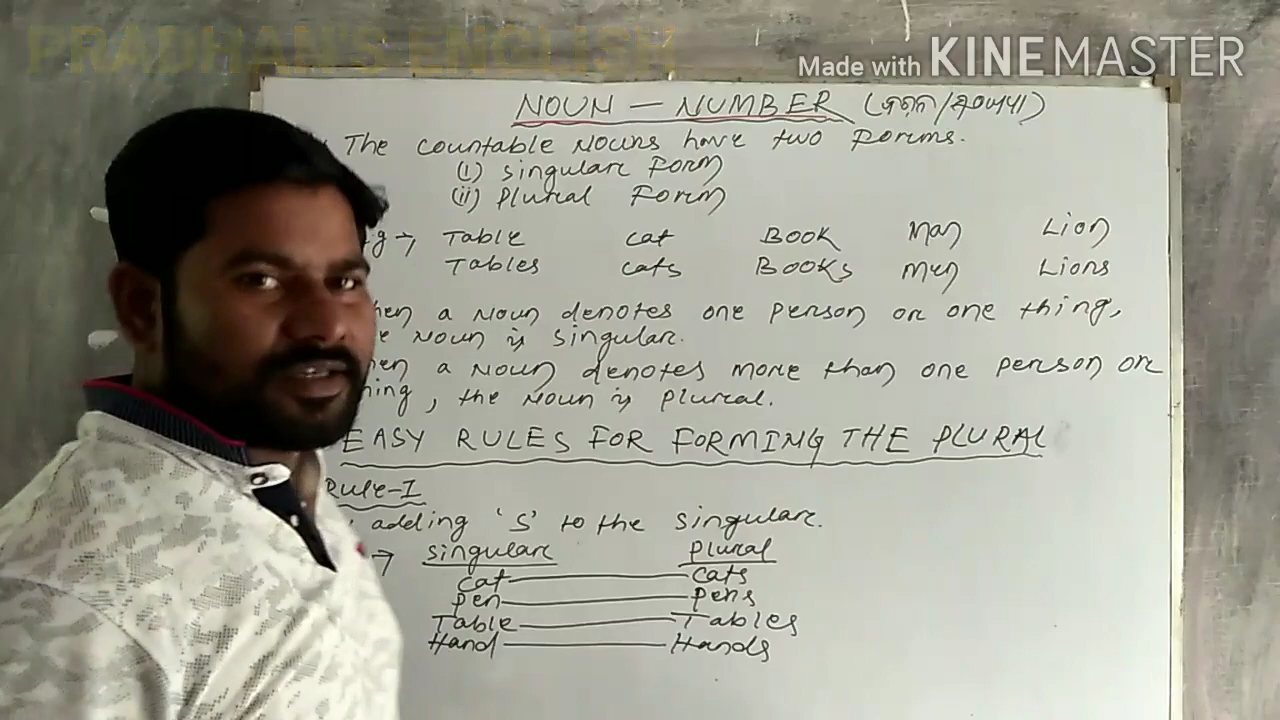 PRADHAN'S ENGLISH
Made with KINEMASTER
NOUN - NUMBER
The countable Nouns have two Forms.
(i) Singular Form
(ii) Plural Form
Table cat Book Man Lion
Tables cats Books Men Lions
hen a Noun denotes one person or one thing,
e Noun is singular.
hen a Noun denotes more than one person or
hing, the Noun is plural.
EASY RULES FOR FORMING THE PLURAL
Rule-I
adding 'S' to the singular.
→ singular Plural
cat — cats
Pen — Pens
Table — Tables
Hand — Hands